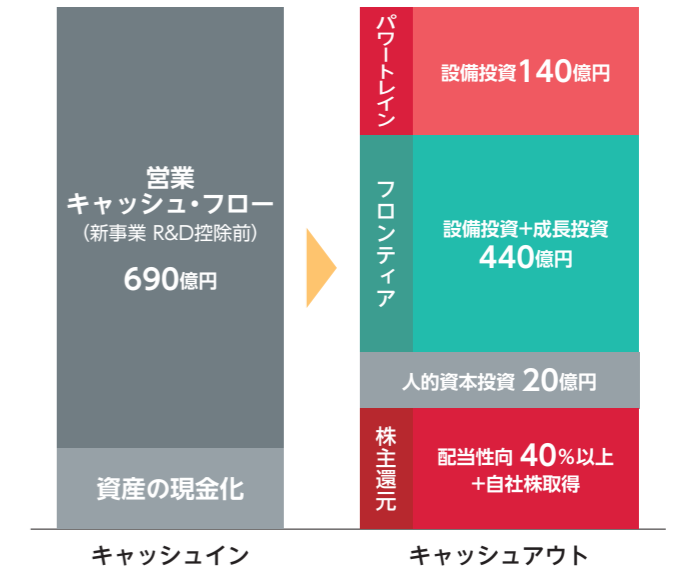 営業
キャッシュ・フロー
（新事業 R&D控除前）
690億円
資産の現金化
キャッシュイン
パワートレイン
設備投資140億円
フロンティア
設備投資+成長投資
440億円
人的資本投資 20億円
株主還元
配当性向 40%以上
+自社株取得
キャッシュアウト